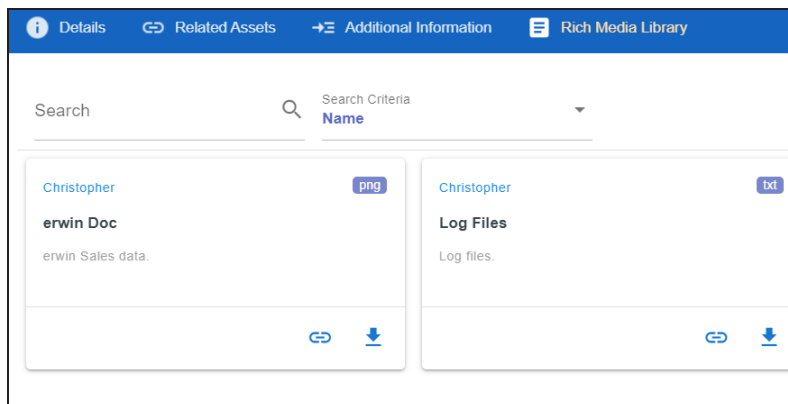 Details Related Assets Additional Information Rich Media Library
Search
Search Criteria
Name
Christopher png
erwin Doc
erwin Sales data.
Christopher txt
Log Files
Log files.